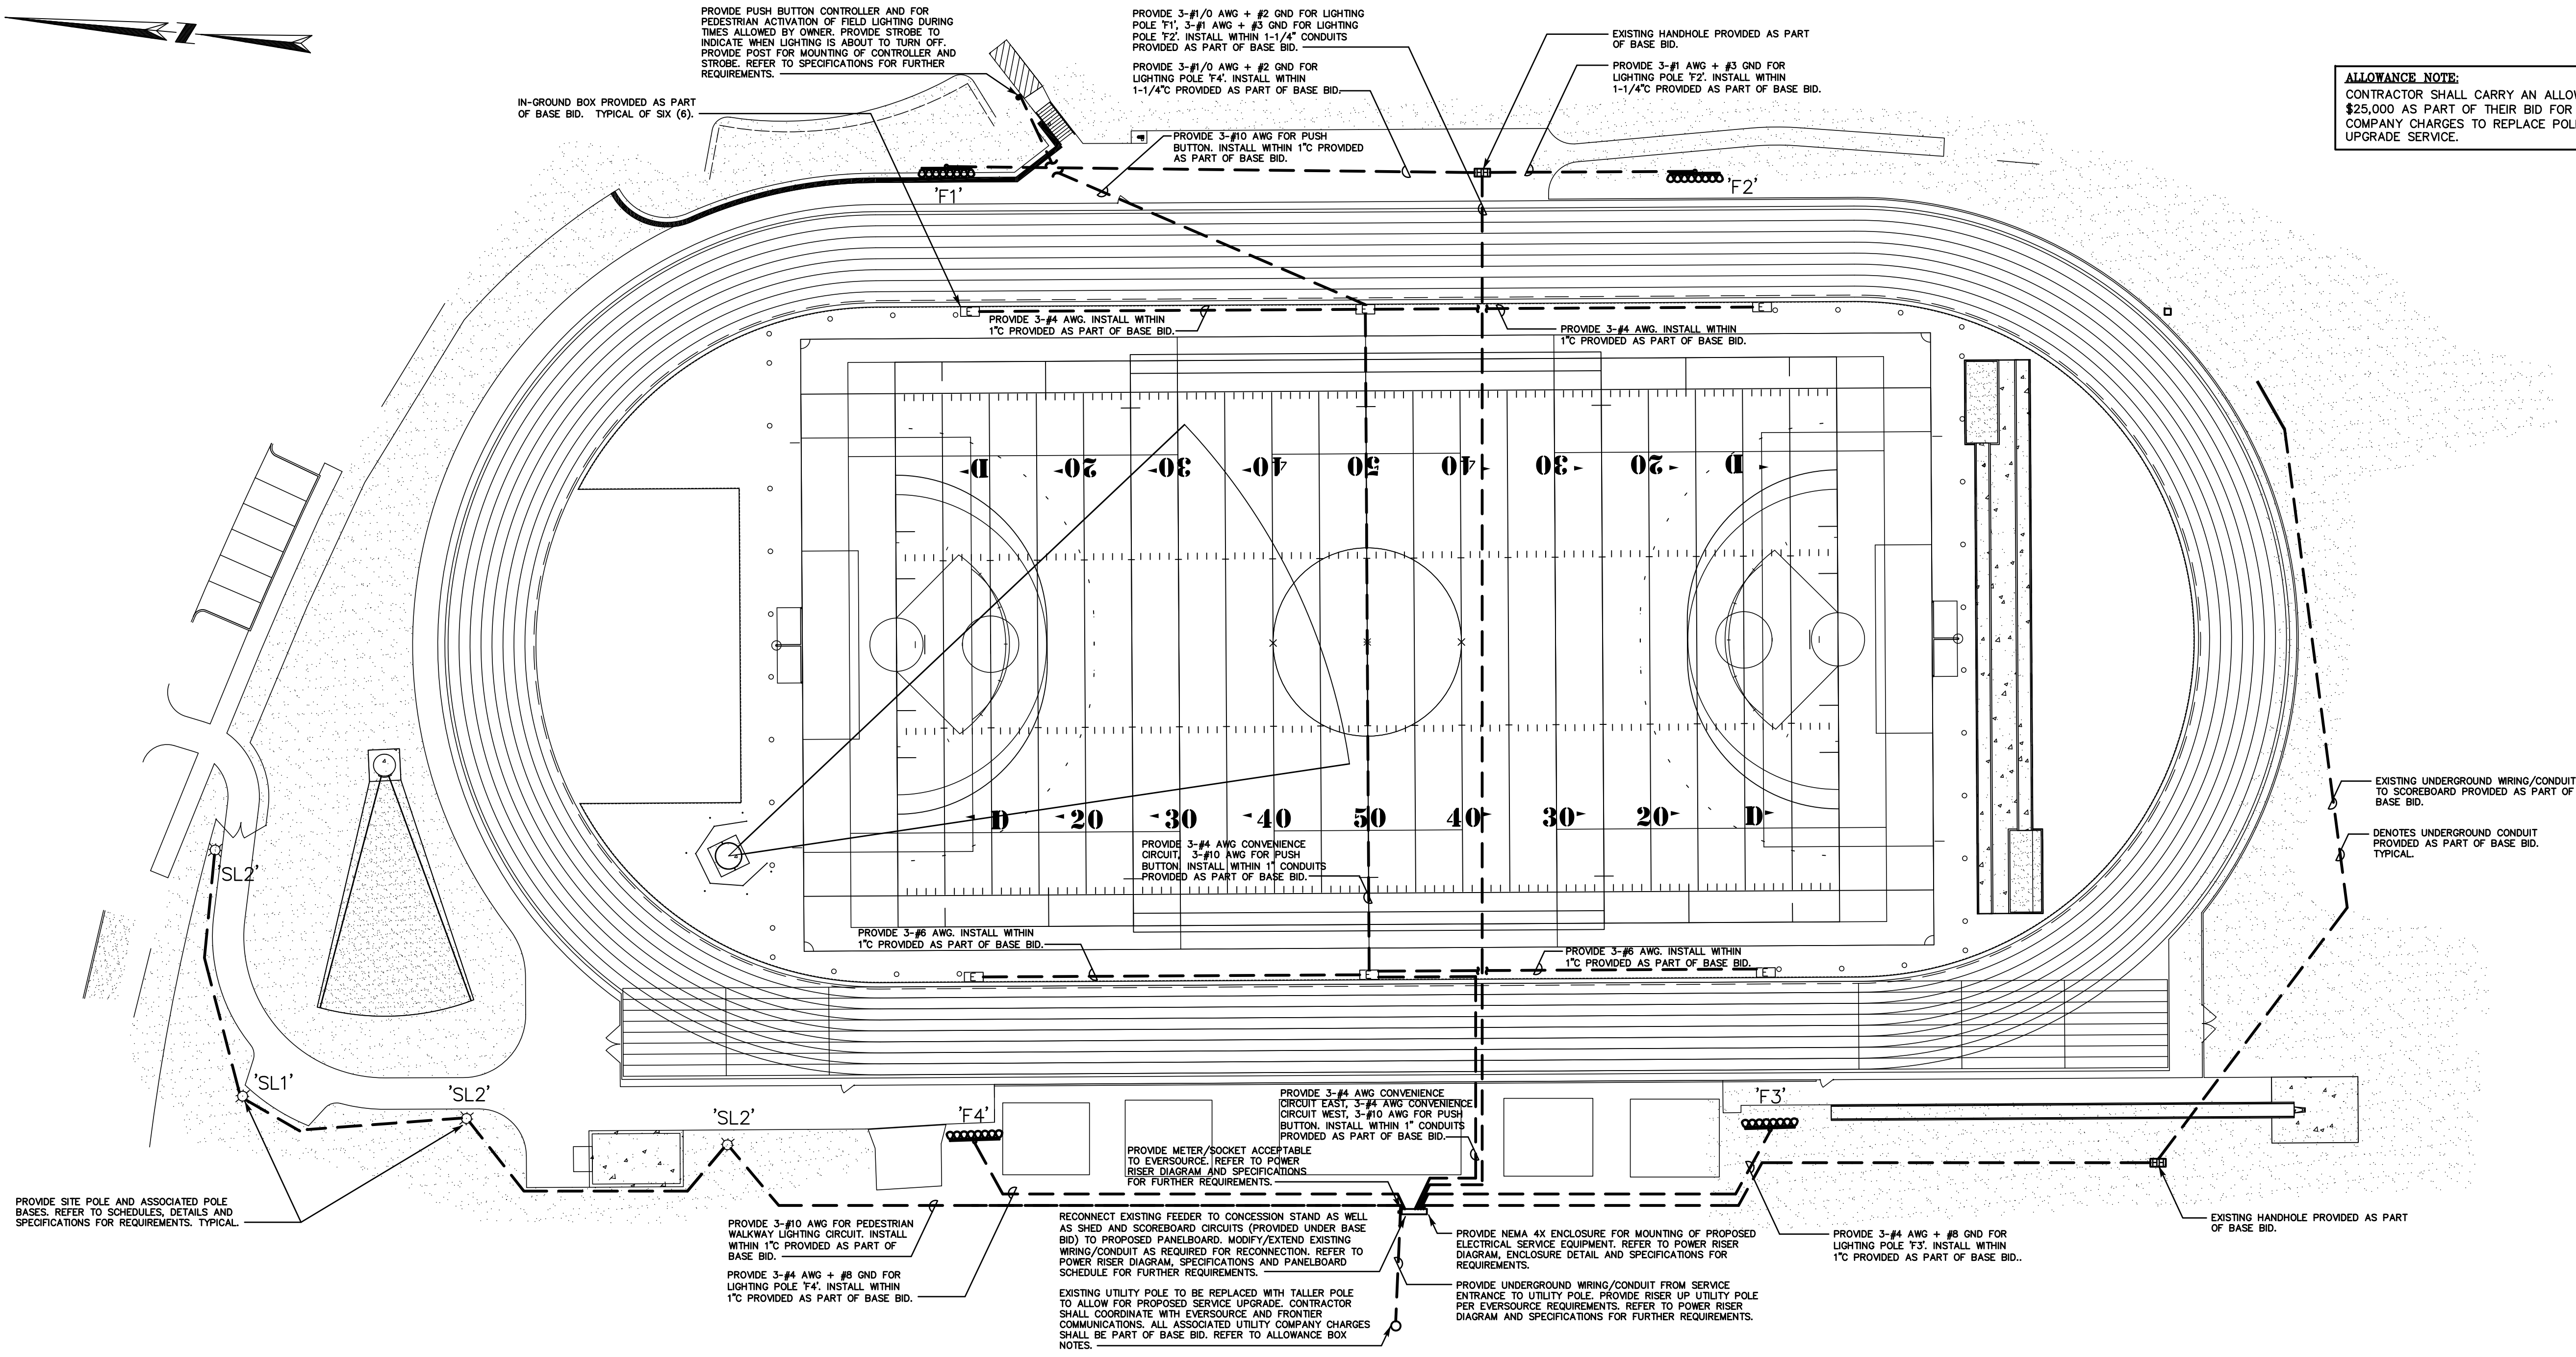 PROVIDE PUSH BUTTON CONTROLLER AND FOR
PEDESTRIAN ACTIVATION OF FIELD LIGHTING DURING
TIMES ALLOWED BY OWNER. PROVIDE STROBE TO
INDICATE WHEN LIGHTING IS ABOUT TO TURN OFF.
PROVIDE POST FOR MOUNTING OF CONTROLLER AND
STROBE. REFER TO SPECIFICATIONS FOR FURTHER
REQUIREMENTS.
IN-GROUND BOX PROVIDED AS PART
OF BASE BID. TYPICAL OF SIX (6).
PROVIDE 3-#1/0 AWG + #2 GND FOR LIGHTING
POLE 'F1', 3-#1 AWG + #3 GND FOR LIGHTING
POLE 'F2'. INSTALL WITHIN 1-1/4" CONDUITS
PROVIDED AS PART OF BASE BID.
PROVIDE 3-#1/0 AWG + #2 GND FOR
LIGHTING POLE 'F4'. INSTALL WITHIN
1-1/4"C PROVIDED AS PART OF BASE BID.
EXISTING HANDHOLE PROVIDED AS PART
OF BASE BID.
PROVIDE 3-#1 AWG + #3 GND FOR
LIGHTING POLE 'F2'. INSTALL WITHIN
1-1/4"C PROVIDED AS PART OF BASE BID.
ALLOWANCE NOTE:
CONTRACTOR SHALL CARRY AN ALLOW
$25,000 AS PART OF THEIR BID FOR
COMPANY CHARGES TO REPLACE POLE
UPGRADE SERVICE.
PROVIDE 3-#10 AWG FOR PUSH
BUTTON. INSTALL WITHIN 1"C PROVIDED
AS PART OF BASE BID.
'F1'
'F2'
E
E
E
PROVIDE 3-#4 AWG. INSTALL WITHIN
1"C PROVIDED AS PART OF BASE BID.
PROVIDE 3-#4 AWG. INSTALL WITHIN
1"C PROVIDED AS PART OF BASE BID.
D 20 30 40 50 40 30 20 D
D 20 30 40 50 40 30 20 D
PROVIDE 3-#4 AWG CONVENIENCE
CIRCUIT, 3-#10 AWG FOR PUSH
BUTTON. INSTALL WITHIN 1" CONDUITS
PROVIDED AS PART OF BASE BID.
EXISTING UNDERGROUND WIRING/CONDUIT
TO SCOREBOARD PROVIDED AS PART OF
BASE BID.
DENOTES UNDERGROUND CONDUIT
PROVIDED AS PART OF BASE BID.
TYPICAL.
'SL2'
PROVIDE 3-#6 AWG. INSTALL WITHIN
1"C PROVIDED AS PART OF BASE BID.
PROVIDE 3-#6 AWG. INSTALL WITHIN
1"C PROVIDED AS PART OF BASE BID.
E
E
E
'SL1'
'SL2'
'SL2'
'F4'
'F3'
PROVIDE 3-#4 AWG CONVENIENCE
CIRCUIT EAST, 3-#4 AWG CONVENIENCE
CIRCUIT WEST, 3-#10 AWG FOR PUSH
BUTTON. INSTALL WITHIN 1" CONDUITS
PROVIDED AS PART OF BASE BID.
PROVIDE METER/SOCKET ACCEPTABLE
TO EVERSOURCE. REFER TO POWER
RISER DIAGRAM AND SPECIFICATIONS
FOR FURTHER REQUIREMENTS.
PROVIDE SITE POLE AND ASSOCIATED POLE
BASES. REFER TO SCHEDULES, DETAILS AND
SPECIFICATIONS FOR REQUIREMENTS. TYPICAL.
PROVIDE 3-#10 AWG FOR PEDESTRIAN
WALKWAY LIGHTING CIRCUIT. INSTALL
WITHIN 1"C PROVIDED AS PART OF
BASE BID.
PROVIDE 3-#4 AWG + #8 GND FOR
LIGHTING POLE 'F4'. INSTALL WITHIN
1"C PROVIDED AS PART OF BASE BID.
RECONNECT EXISTING FEEDER TO CONCESSION STAND AS WELL
AS SHED AND SCOREBOARD CIRCUITS (PROVIDED UNDER BASE
BID) TO PROPOSED PANELBOARD. MODIFY/EXTEND EXISTING
WIRING/CONDUIT AS REQUIRED FOR RECONNECTION. REFER TO
POWER RISER DIAGRAM, SPECIFICATIONS AND PANELBOARD
SCHEDULE FOR FURTHER REQUIREMENTS.
EXISTING UTILITY POLE TO BE REPLACED WITH TALLER POLE
TO ALLOW FOR PROPOSED SERVICE UPGRADE. CONTRACTOR
SHALL COORDINATE WITH EVERSOURCE AND FRONTIER
COMMUNICATIONS. ALL ASSOCIATED UTILITY COMPANY CHARGES
SHALL BE PART OF BASE BID. REFER TO ALLOWANCE BOX
NOTES.
PROVIDE NEMA 4X ENCLOSURE FOR MOUNTING OF PROPOSED
ELECTRICAL SERVICE EQUIPMENT. REFER TO POWER RISER
DIAGRAM, ENCLOSURE DETAIL AND SPECIFICATIONS FOR
REQUIREMENTS.
PROVIDE UNDERGROUND WIRING/CONDUIT FROM SERVICE
ENTRANCE TO UTILITY POLE. PROVIDE RISER UP UTILITY POLE
PER EVERSOURCE REQUIREMENTS. REFER TO POWER RISER
DIAGRAM AND SPECIFICATIONS FOR FURTHER REQUIREMENTS.
PROVIDE 3-#4 AWG + #8 GND FOR
LIGHTING POLE 'F3'. INSTALL WITHIN
1"C PROVIDED AS PART OF BASE BID..
EXISTING HANDHOLE PROVIDED AS PART
OF BASE BID.